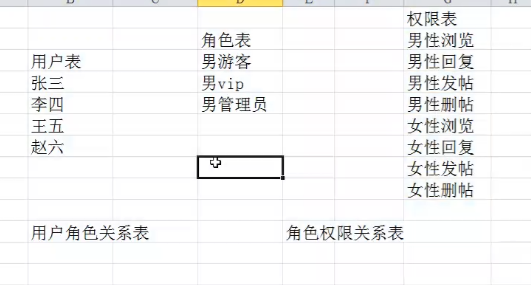 D
权限表
角色表
男性浏览
用户表
男游客
男性回复
张三
男vip
男性发帖
李四
男管理员
男性删帖
王五
女性浏览
赵六
女性回复
女性发帖
女性删帖
用户角色关系表
角色权限关系表